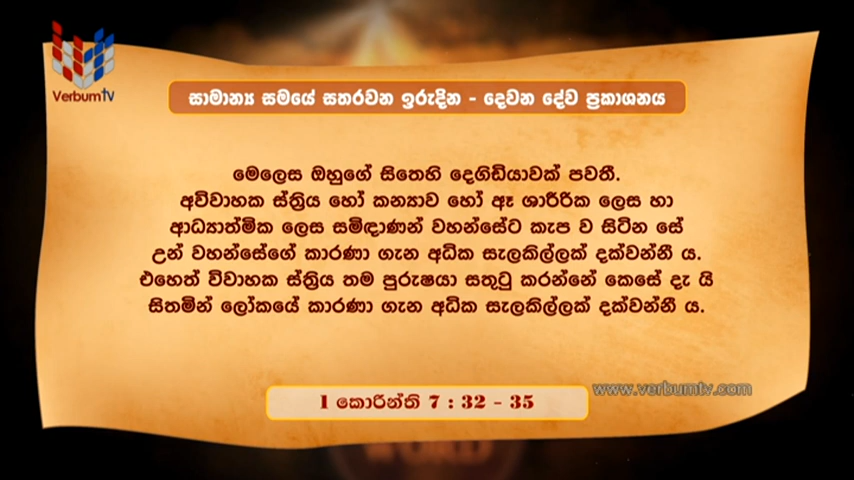 VerbumTV
සාමාන්‍ය සමයේ සතරවන ඉරුදින - දෙවන දේව ප්‍රකාශනය
මෙලෙස ඔහුගේ සිතෙහි දෙගිඩියාවක් පවතී.
අවිවාහක ස්ත්‍රිය හෝ කන්‍යාව හෝ ඈ ශාරීරික ලෙස හා
ආධ්‍යාත්මික ලෙස සමිඳාණන් වහන්සේට කැප ව සිටින සේ
උන් වහන්සේගේ කාරණා ගැන අධික සැලකිල්ලක් දක්වන්නී ය.
එහෙත් විවාහක ස්ත්‍රිය තම පුරුෂයා සතුටු කරන්නේ කෙසේ දැ යි
සිතමින් ලෝකයේ කාරණා ගැන අධික සැලකිල්ලක් දක්වන්නී ය.
www.verbumtv.com
1 කොරින්ති 7 : 32 - 35